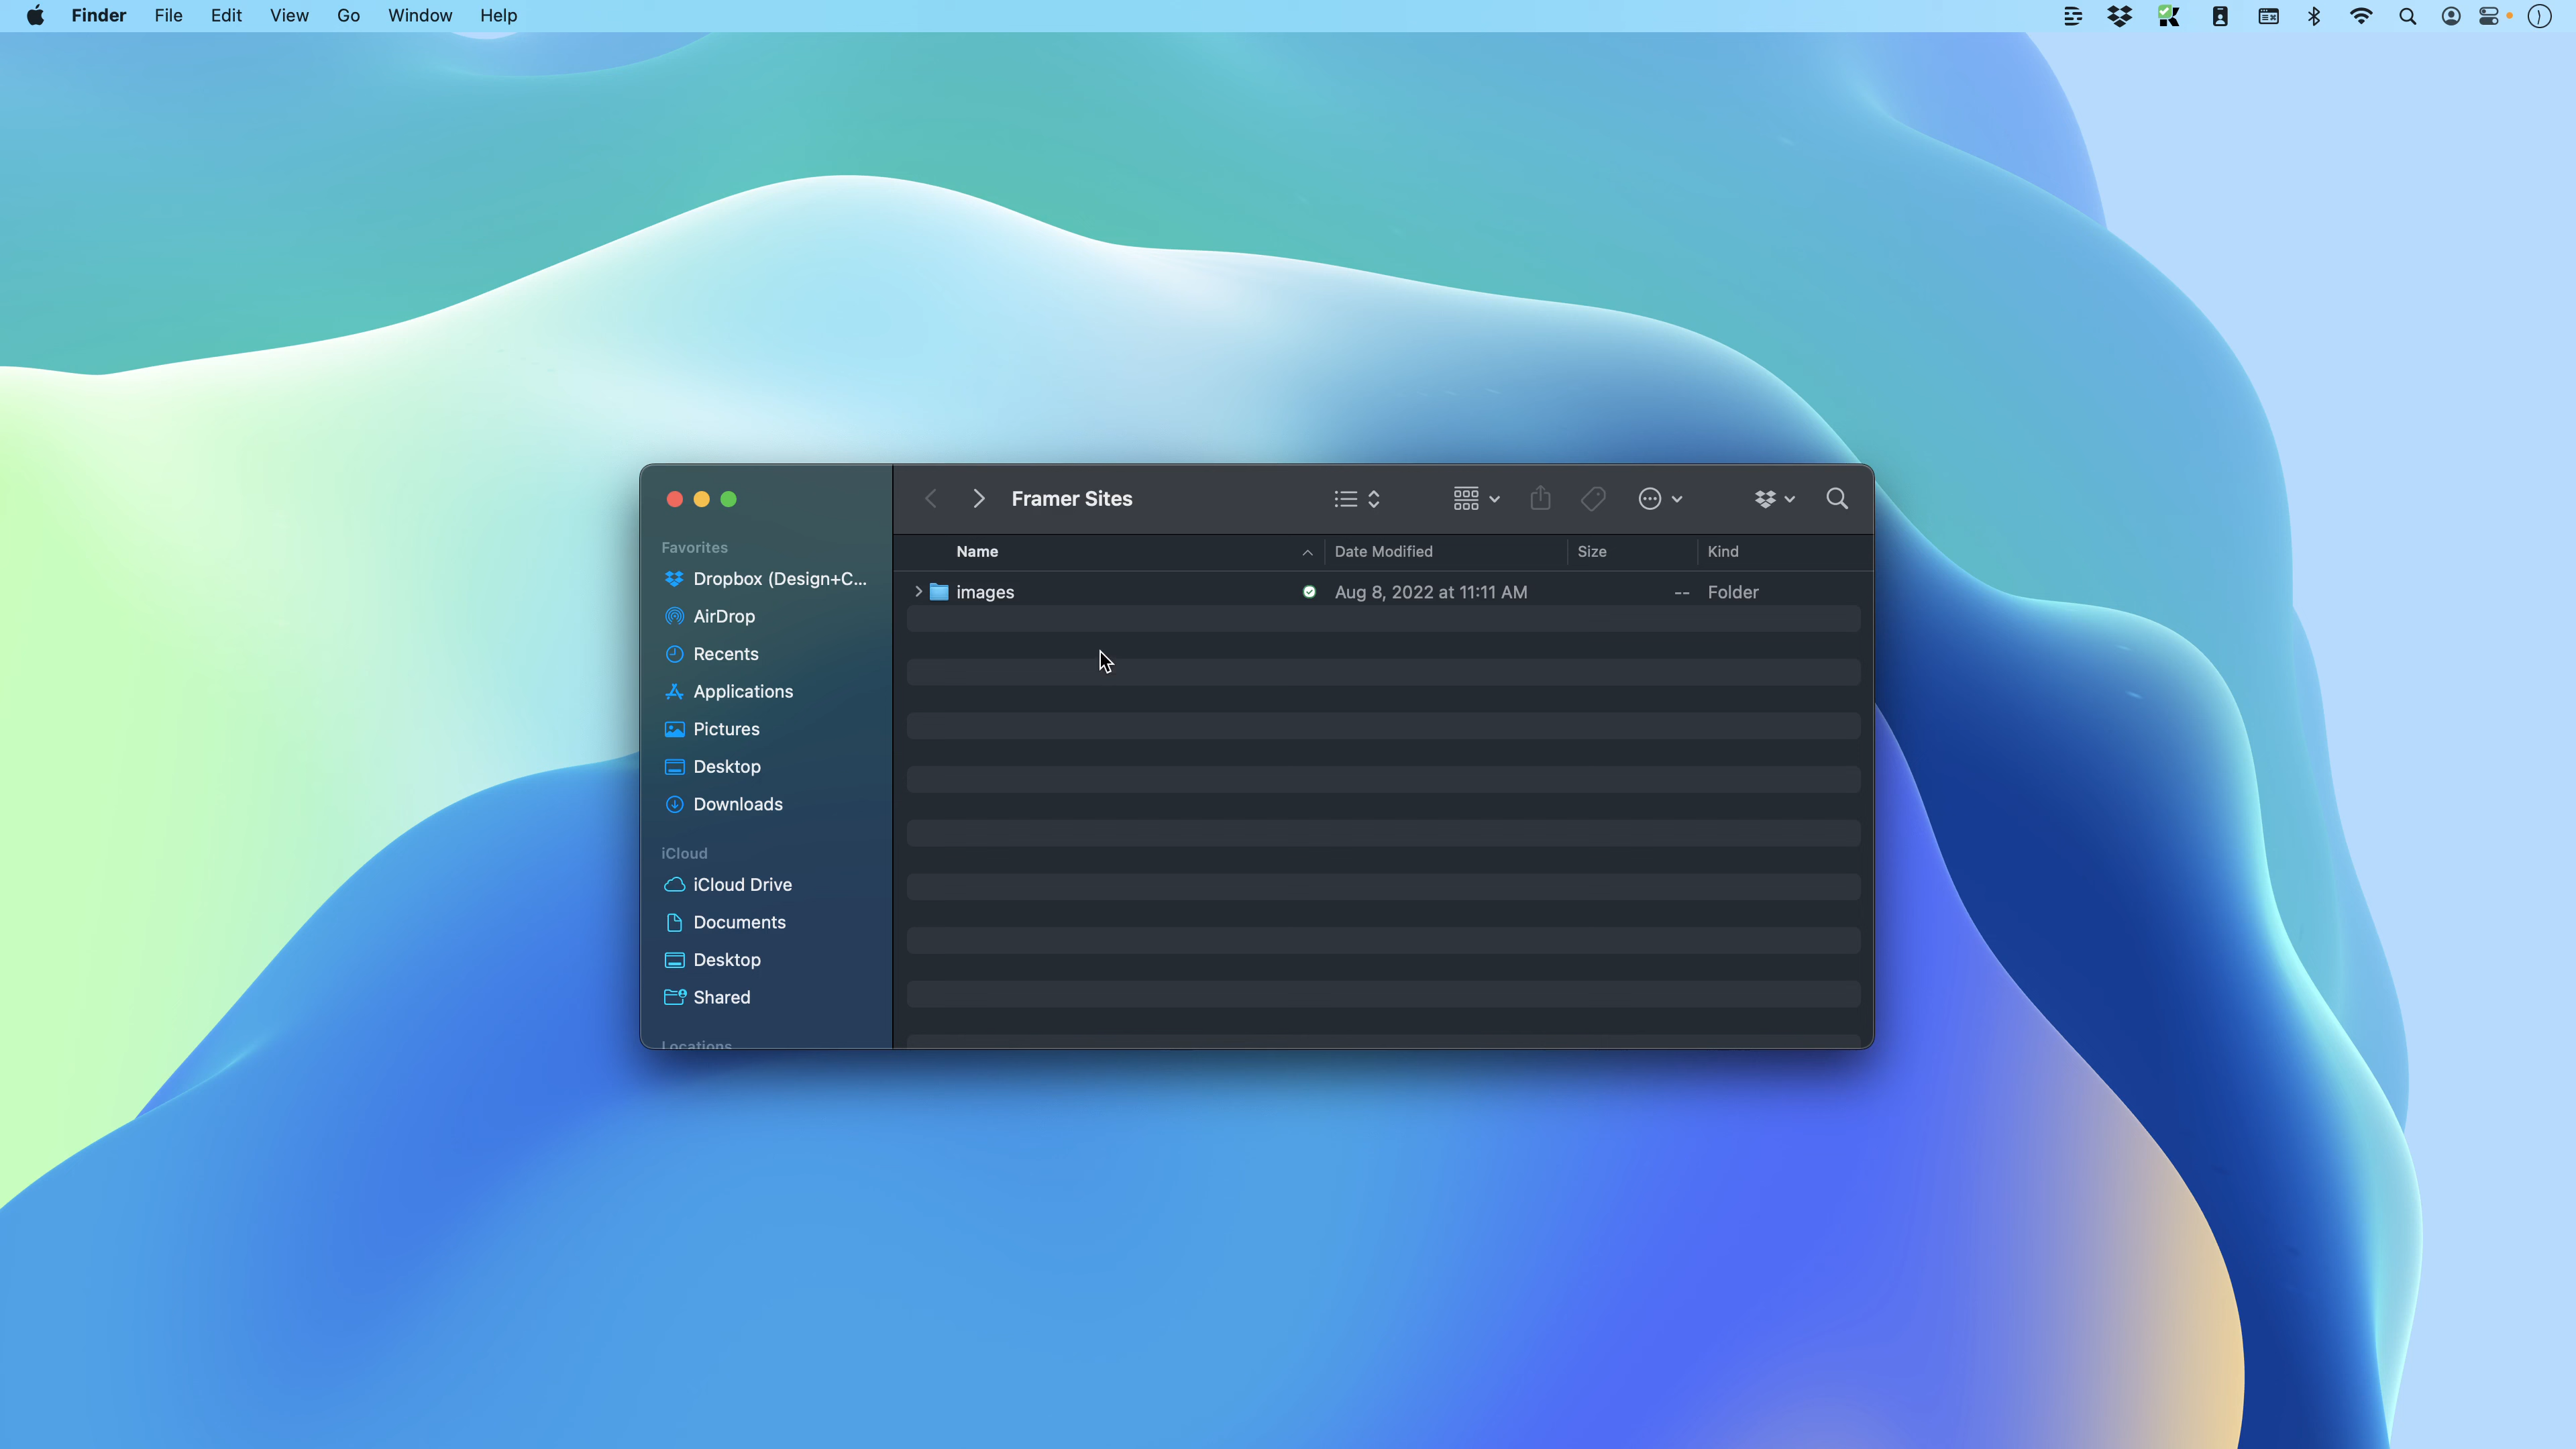 Finder File Edit View Go Window Help
Framer Sites
Favorites
Dropbox (Design+C...
AirDrop
Recents
Applications
Pictures
Desktop
Downloads
iCloud
iCloud Drive
Documents
Desktop
Shared
Locations
Name Date Modified Size Kind
images Aug 8, 2022 at 11:11 AM -- Folder